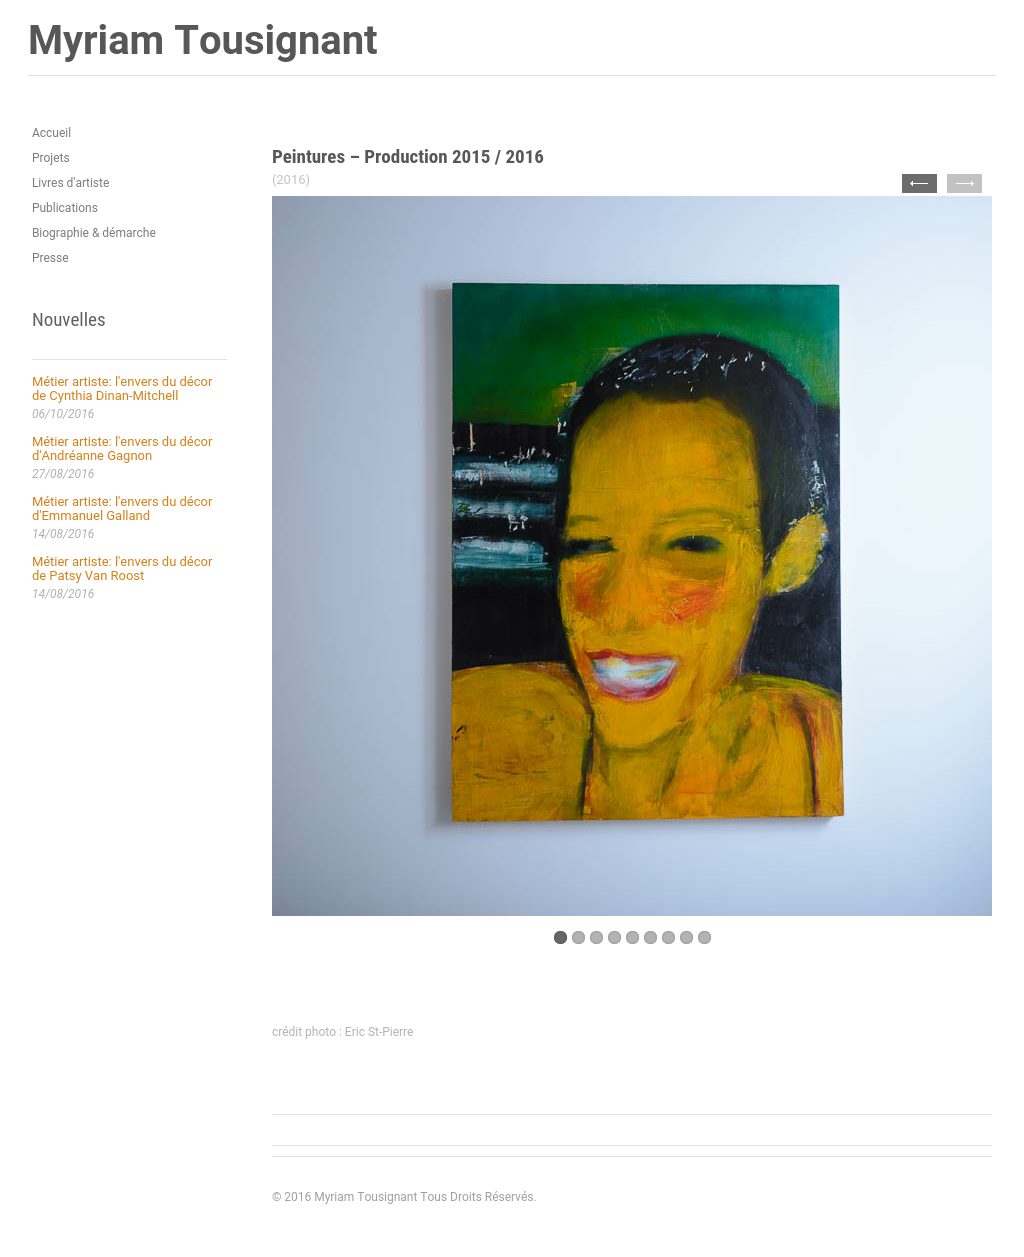 Myriam Tousignant
Accueil
Projets
Livres d'artiste
Publications
Biographie & démarche
Presse
Nouvelles
Métier artiste: l'envers du décor
de Cynthia Dinan-Mitchell
06/10/2016
Métier artiste: l'envers du décor
d'Andréanne Gagnon
27/08/2016
Métier artiste: l'envers du décor
d'Emmanuel Galland
14/08/2016
Métier artiste: l'envers du décor
de Patsy Van Roost
14/08/2016
Peintures – Production 2015 / 2016
(2016)
crédit photo : Eric St-Pierre
© 2016 Myriam Tousignant Tous Droits Réservés.